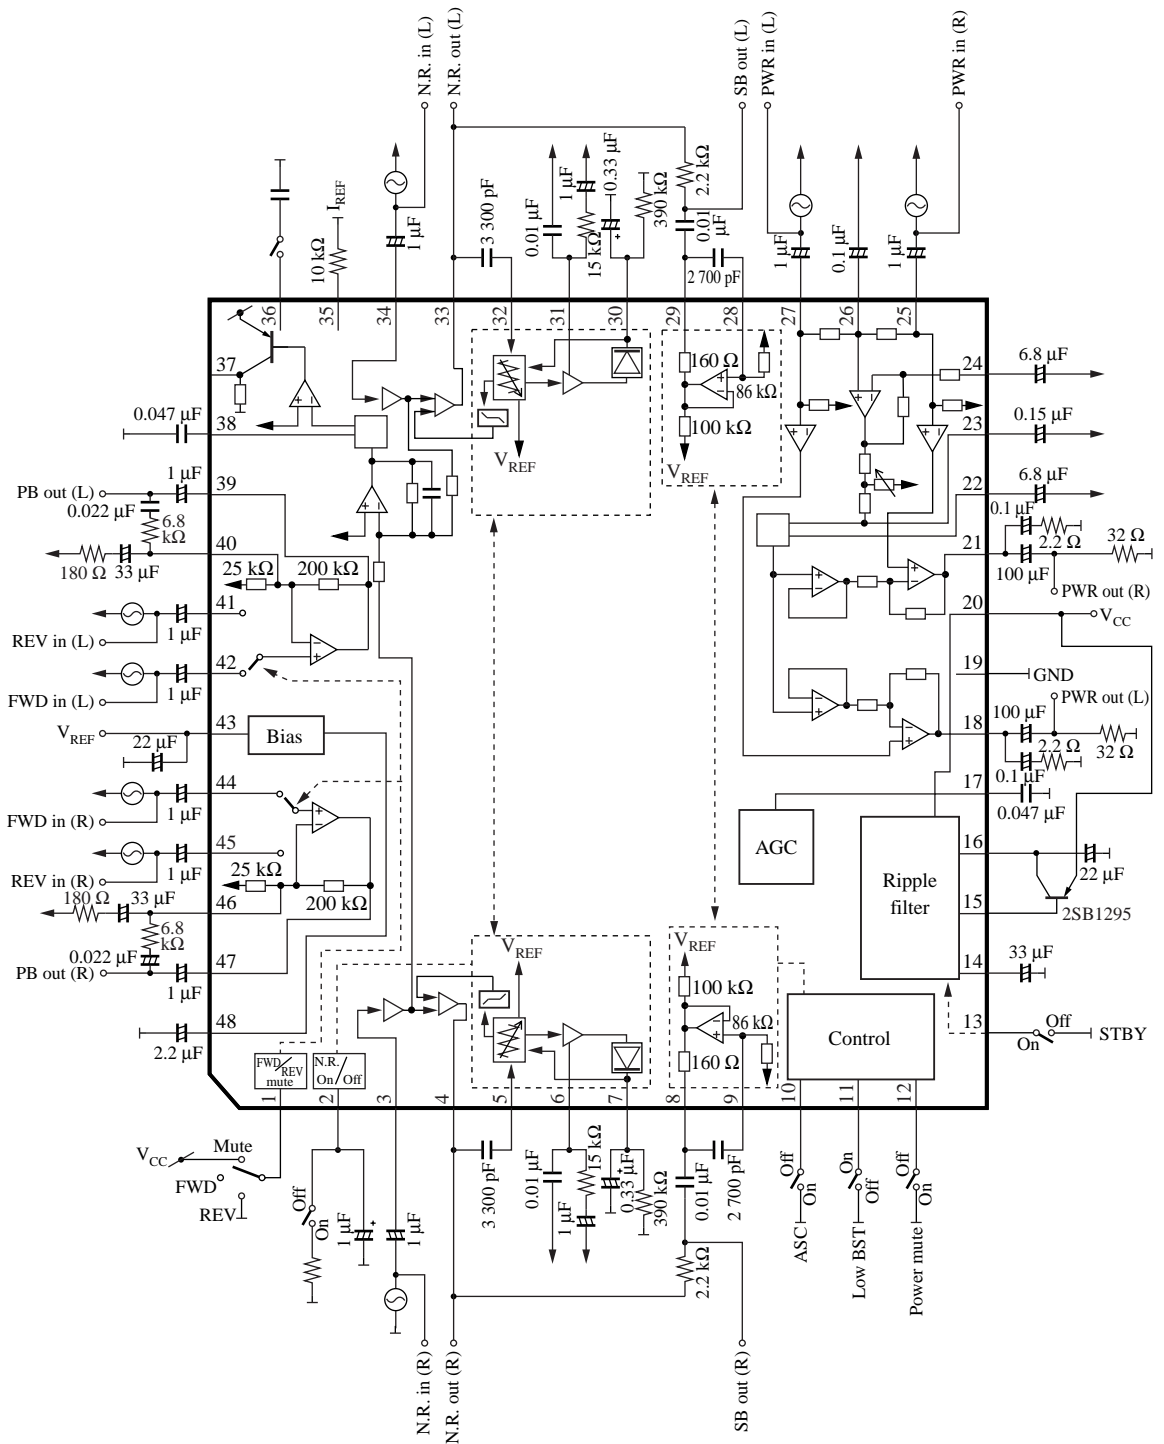 N.R. in (L)
N.R. out (L)
SB out (L)
PWR in (L)
PWR in (R)
10 kΩ
I_REF
1 µF
3 300 pF
0.01 µF
1 µF
15 kΩ
0.33 µF
+
390 kΩ
2.2 kΩ
0.01 µF
2 700 pF
1 µF
0.1 µF
1 µF
36
35
34
33
32
31
30
29
28
27
26
25
37
38
39
40
41
42
43
44
45
46
47
48
24
23
22
21
20
19
18
17
16
15
14
13
0.047 µF
1 µF
PB out (L)
0.022 µF
6.8 kΩ
180 Ω
33 µF
25 kΩ
200 kΩ
REV in (L)
1 µF
FWD in (L)
1 µF
V_REF
22 µF
Bias
FWD in (R)
1 µF
REV in (R)
1 µF
25 kΩ
200 kΩ
180 Ω
33 µF
6.8 kΩ
0.022 µF
PB out (R)
1 µF
2.2 µF
V_REF
160 Ω
86 kΩ
100 kΩ
V_REF
6.8 µF
0.15 µF
6.8 µF
0.1 µF
2.2 Ω
32 Ω
100 µF
PWR out (R)
V_CC
GND
PWR out (L)
100 µF
2.2 Ω
32 Ω
0.1 µF
0.047 µF
22 µF
2SB1295
33 µF
Off
On
STBY
AGC
Ripple
filter
Control
V_REF
V_REF
100 kΩ
86 kΩ
160 Ω
FWD/REV
mute
N.R.
On/Off
1
2
3
4
5
6
7
8
9
10
11
12
V_CC
Mute
FWD
REV
Off
On
1 µF
+
1 µF
3 300 pF
0.01 µF
1 µF
15 kΩ
0.33 µF
+
390 kΩ
0.01 µF
2 700 pF
2.2 kΩ
Off
On
ASC
On
Off
Low BST
Off
On
Power mute
N.R. in (R)
N.R. out (R)
SB out (R)